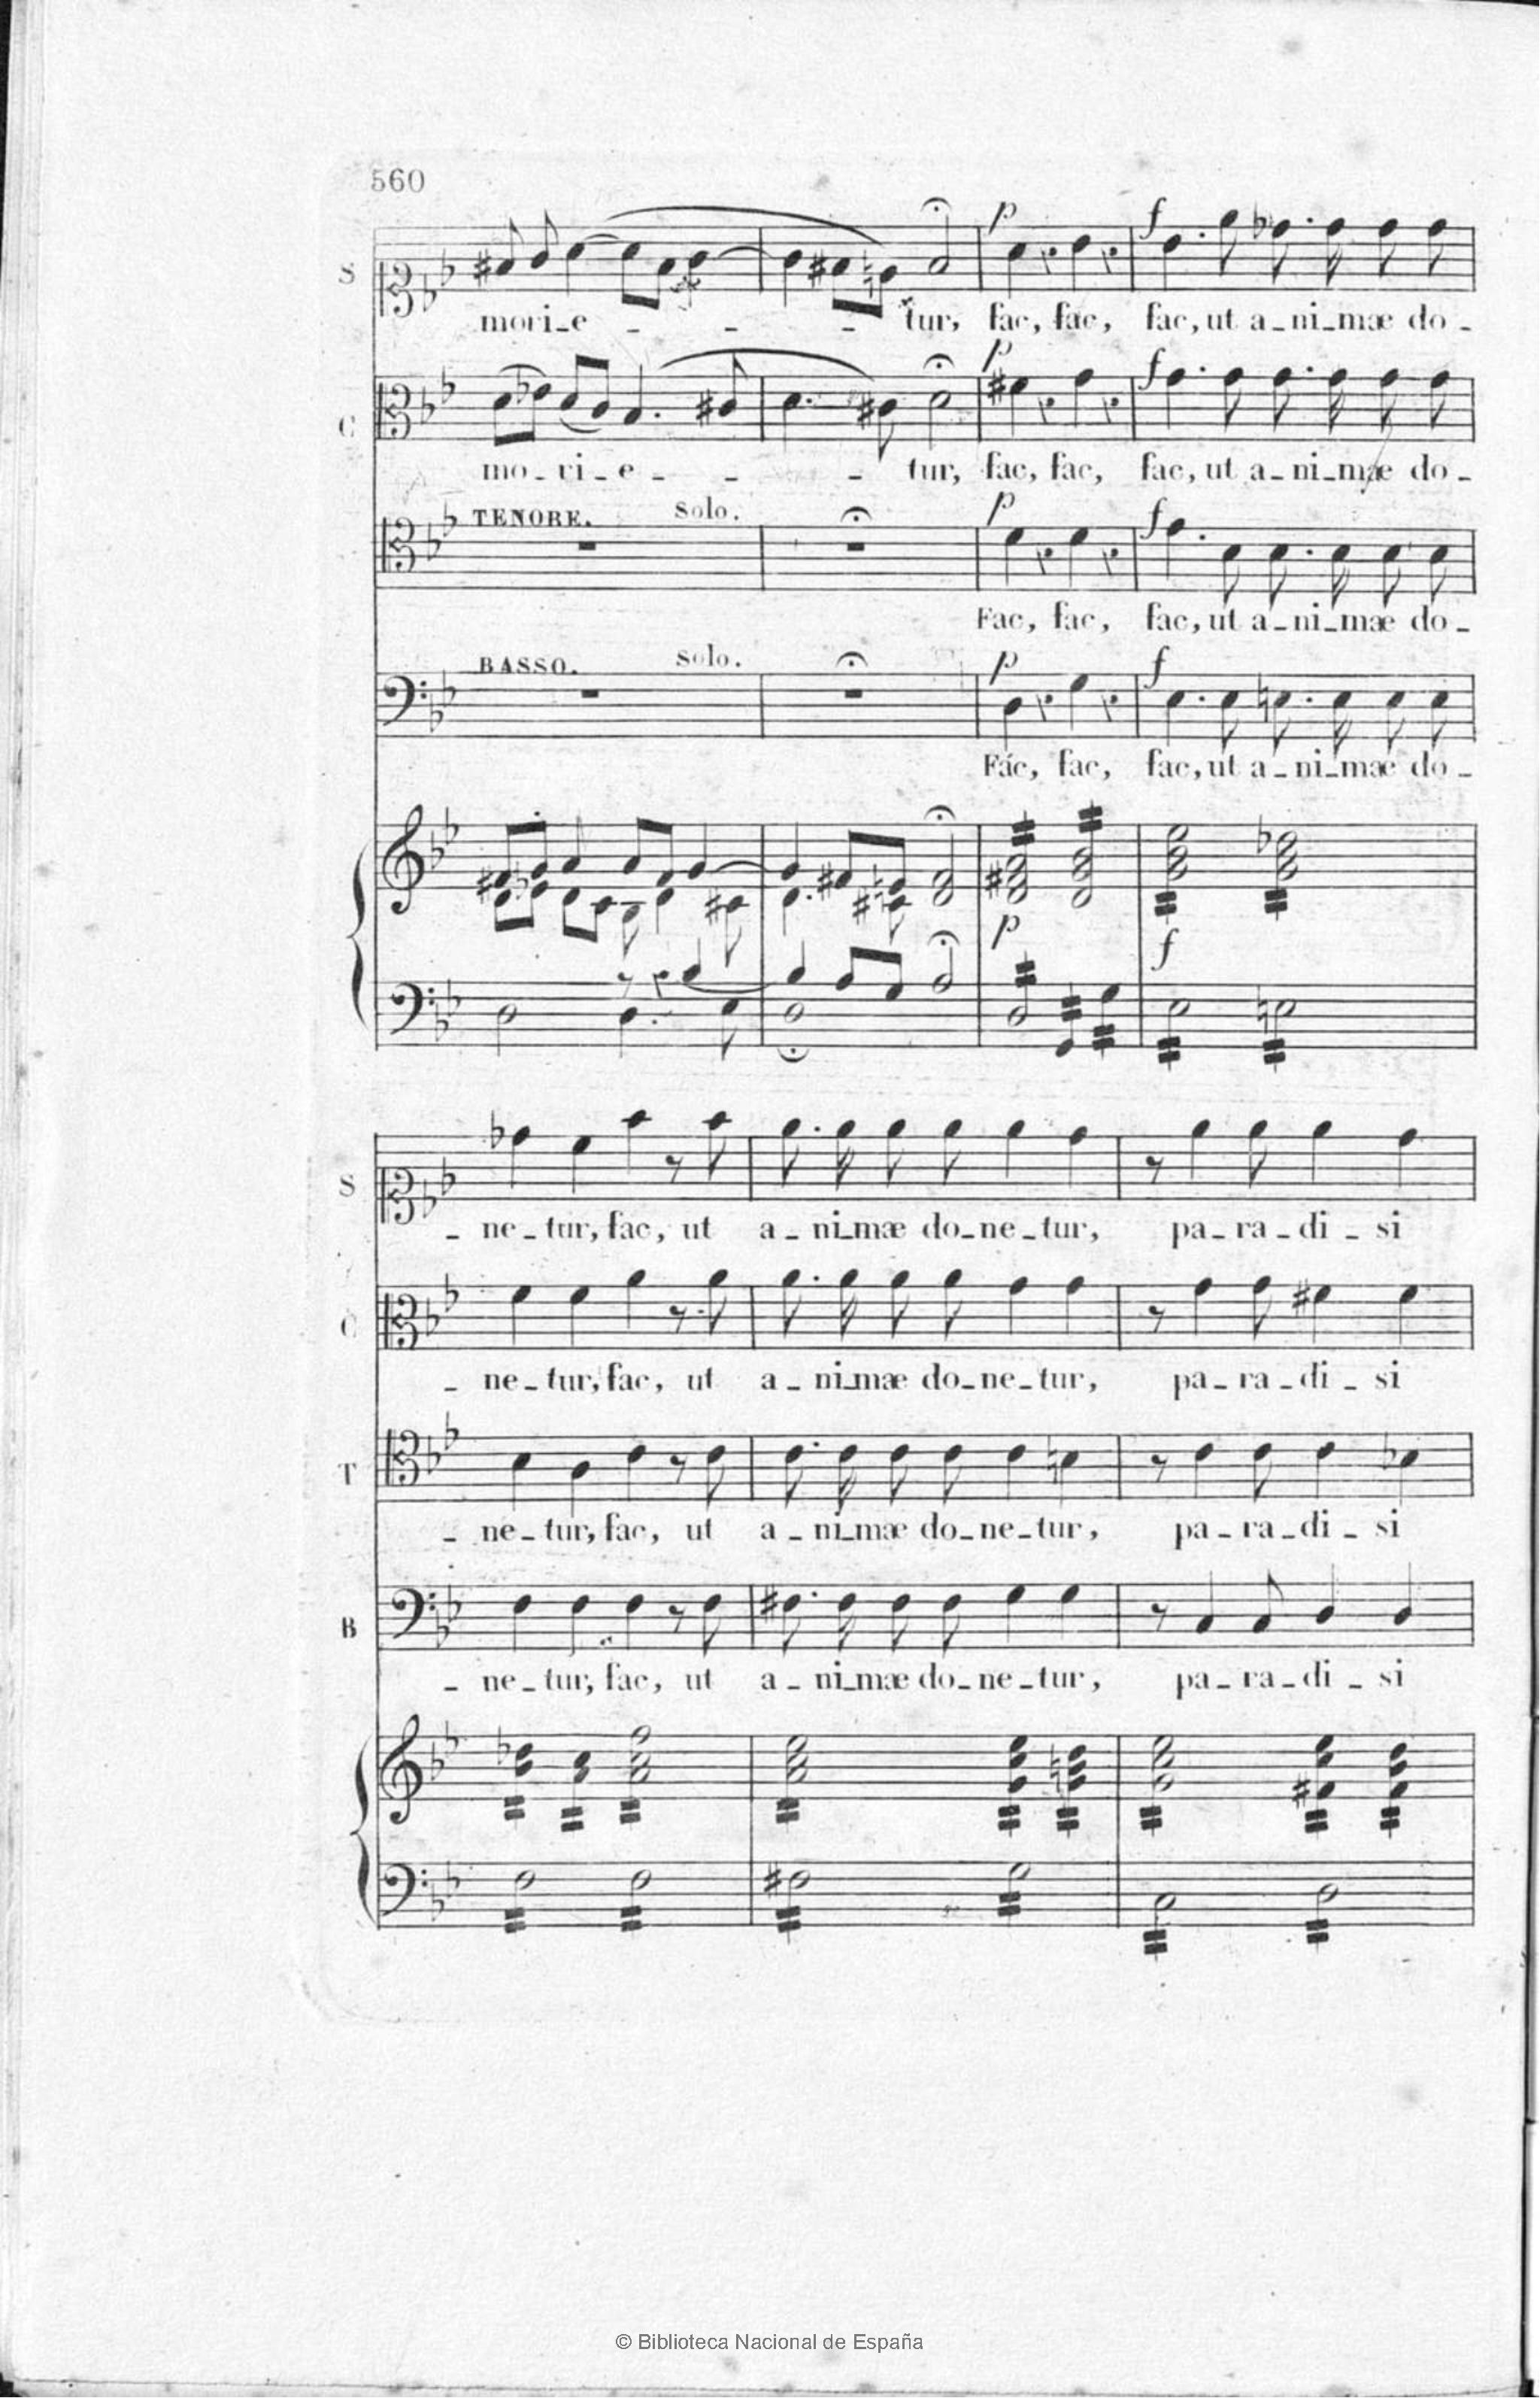 560
S
p
f
mori_e - - - tur, fac, fac, fac, ut a_ni_mæ do_
C
p
f
mo_ri_e - - - tur, fac, fac, fac, ut a_ni_mæ do_
TENORE. Solo.
p
f
Fac, fac, fac, ut a_ni_mæ do_
BASSO. Solo.
p
f
Fác, fac, fac, ut a_ni_mæ do_
p
f
S
_ ne_tur, fac, ut a_ni_mæ do_ne_tur, pa_ra_di_si
C
_ ne_tur, fac, ut a_ni_mæ do_ne_tur, pa_ra_di_si
T
_ ne_tur, fac, ut a_ni_mæ do_ne_tur, pa_ra_di_si
B
_ ne_tur, fac, ut a_ni_mæ do_ne_tur, pa_ra_di_si
© Biblioteca Nacional de España